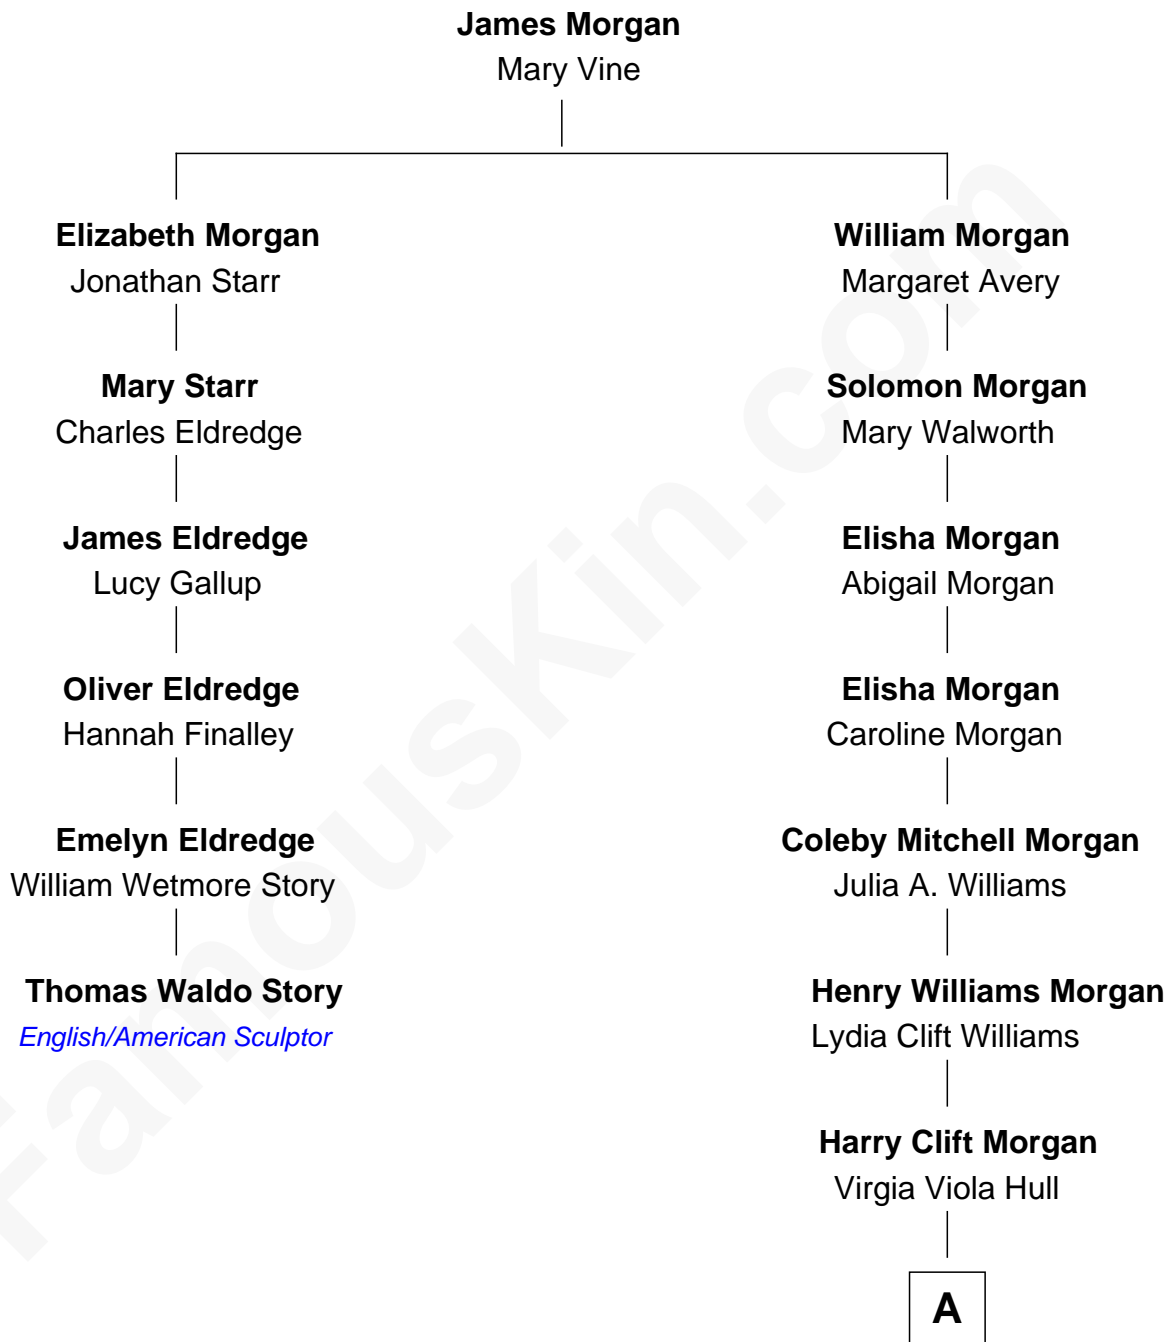 James Morgan
Mary Vine
Elizabeth Morgan
Jonathan Starr
Mary Starr
Charles Eldredge
James Eldredge
Lucy Gallup
Oliver Eldredge
Hannah Finalley
Emelyn Eldredge
William Wetmore Story
Thomas Waldo Story
English/American Sculptor
William Morgan
Margaret Avery
Solomon Morgan
Mary Walworth
Elisha Morgan
Abigail Morgan
Elisha Morgan
Caroline Morgan
Coleby Mitchell Morgan
Julia A. Williams
Henry Williams Morgan
Lydia Clift Williams
Harry Clift Morgan
Virgia Viola Hull
A
FamousKin.com